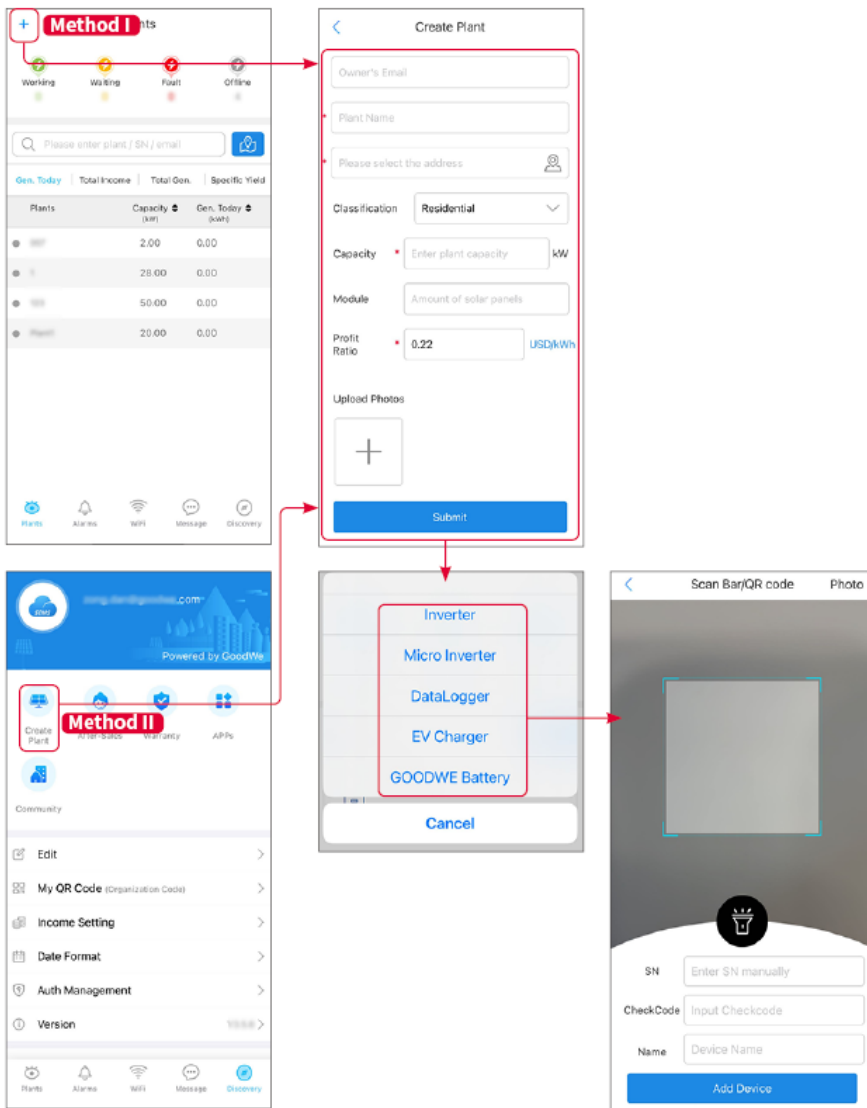 + Method I nts
Working Waiting Fault Offline
Please enter plant / SN / email
Gen. Today Total Income Total Gen. Specific Yield
Plants Capacity Gen. Today
(kW) (kWh)
2.00 0.00
28.00 0.00
50.00 0.00
20.00 0.00
Plants Alarms WiFi Message Discovery
Create Plant
Owner's Email
* Plant Name
* Please select the address
Classification Residential
Capacity * Enter plant capacity kW
Module Amount of solar panels
Profit
Ratio * 0.22 USD/kWh
Upload Photos
+
Submit
.com
Powered by GoodWe
Create
Plant
Method II
After-Sales Warranty APPs
Community
Edit
My QR Code (Organization Code)
Income Setting
Date Format
Auth Management
Version
Plants Alarms WiFi Message Discovery
Inverter
Micro Inverter
DataLogger
EV Charger
GOODWE Battery
Cancel
Scan Bar/QR code Photo
SN Enter SN manually
CheckCode Input Checkcode
Name Device Name
Add Device